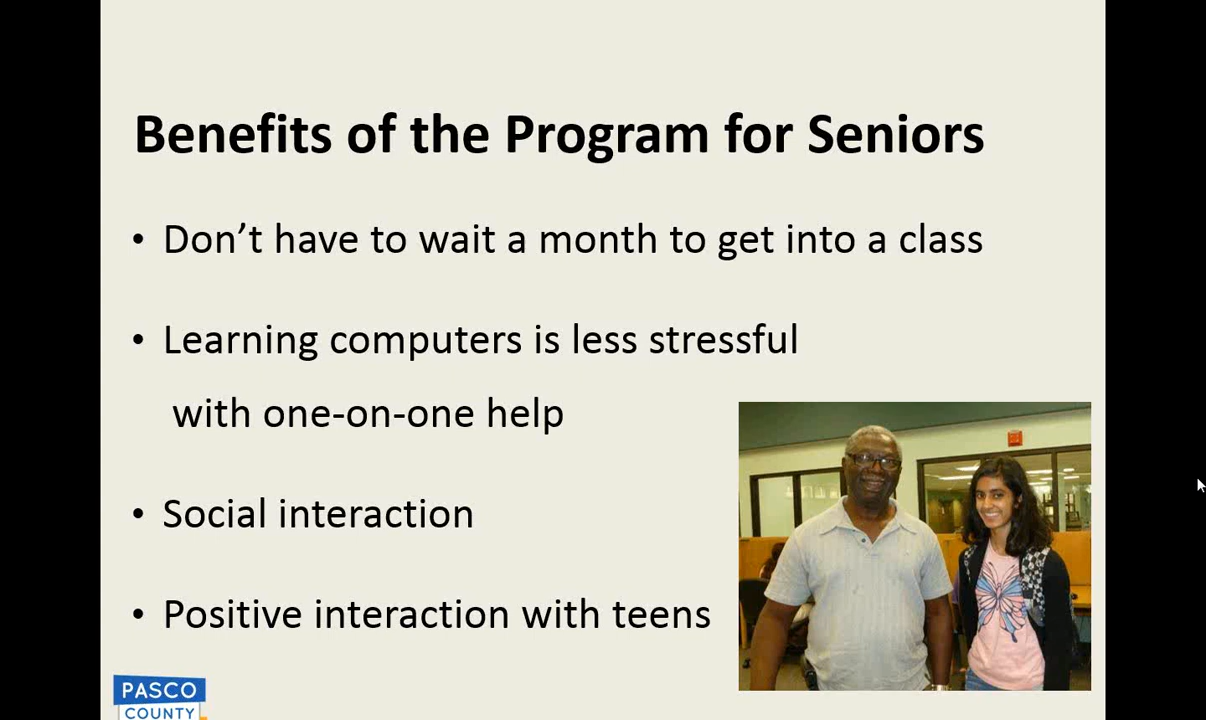 Benefits of the Program for Seniors
• Don’t have to wait a month to get into a class
• Learning computers is less stressful
with one-on-one help
• Social interaction
• Positive interaction with teens
PASCO
COUNTY